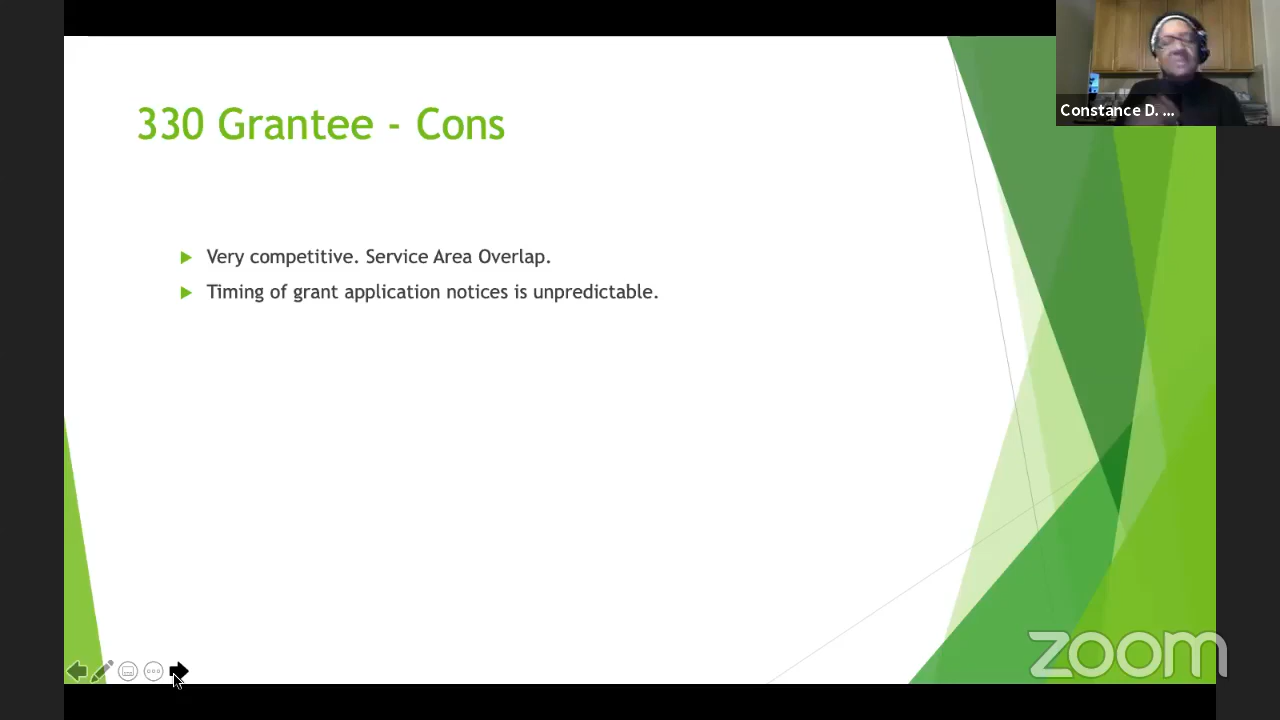 330 Grantee - Cons
Constance D. ...
Very competitive. Service Area Overlap.
Timing of grant application notices is unpredictable.
zoom